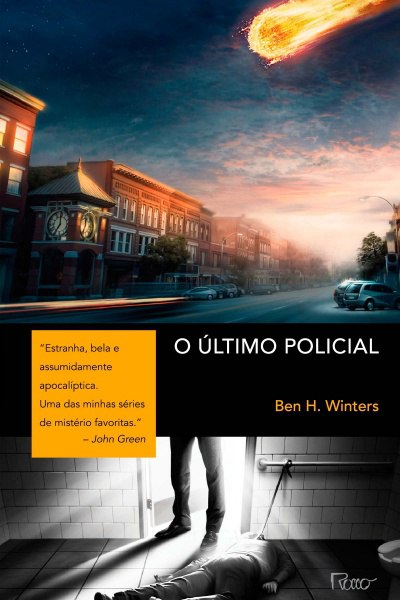 O ÚLTIMO POLICIAL
"Estranha, bela e
assumidamente
apocalíptica.
Uma das minhas séries
de mistério favoritas."
– John Green
Ben H. Winters
Rocco